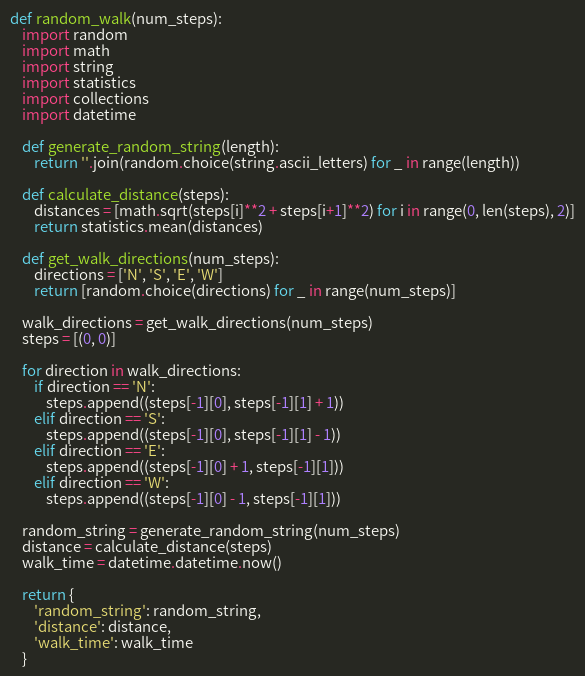 def random_walk(num_steps):
    import random
    import math
    import string
    import statistics
    import collections
    import datetime

    def generate_random_string(length):
        return ''.join(random.choice(string.ascii_letters) for _ in range(length))

    def calculate_distance(steps):
        distances = [math.sqrt(steps[i]**2 + steps[i+1]**2) for i in range(0, len(steps), 2)]
        return statistics.mean(distances)

    def get_walk_directions(num_steps):
        directions = ['N', 'S', 'E', 'W']
        return [random.choice(directions) for _ in range(num_steps)]

    walk_directions = get_walk_directions(num_steps)
    steps = [(0, 0)]

    for direction in walk_directions:
        if direction == 'N':
            steps.append((steps[-1][0], steps[-1][1] + 1))
        elif direction == 'S':
            steps.append((steps[-1][0], steps[-1][1] - 1))
        elif direction == 'E':
            steps.append((steps[-1][0] + 1, steps[-1][1]))
        elif direction == 'W':
            steps.append((steps[-1][0] - 1, steps[-1][1]))

    random_string = generate_random_string(num_steps)
    distance = calculate_distance(steps)
    walk_time = datetime.datetime.now()

    return {
        'random_string': random_string,
        'distance': distance,
        'walk_time': walk_time
    }